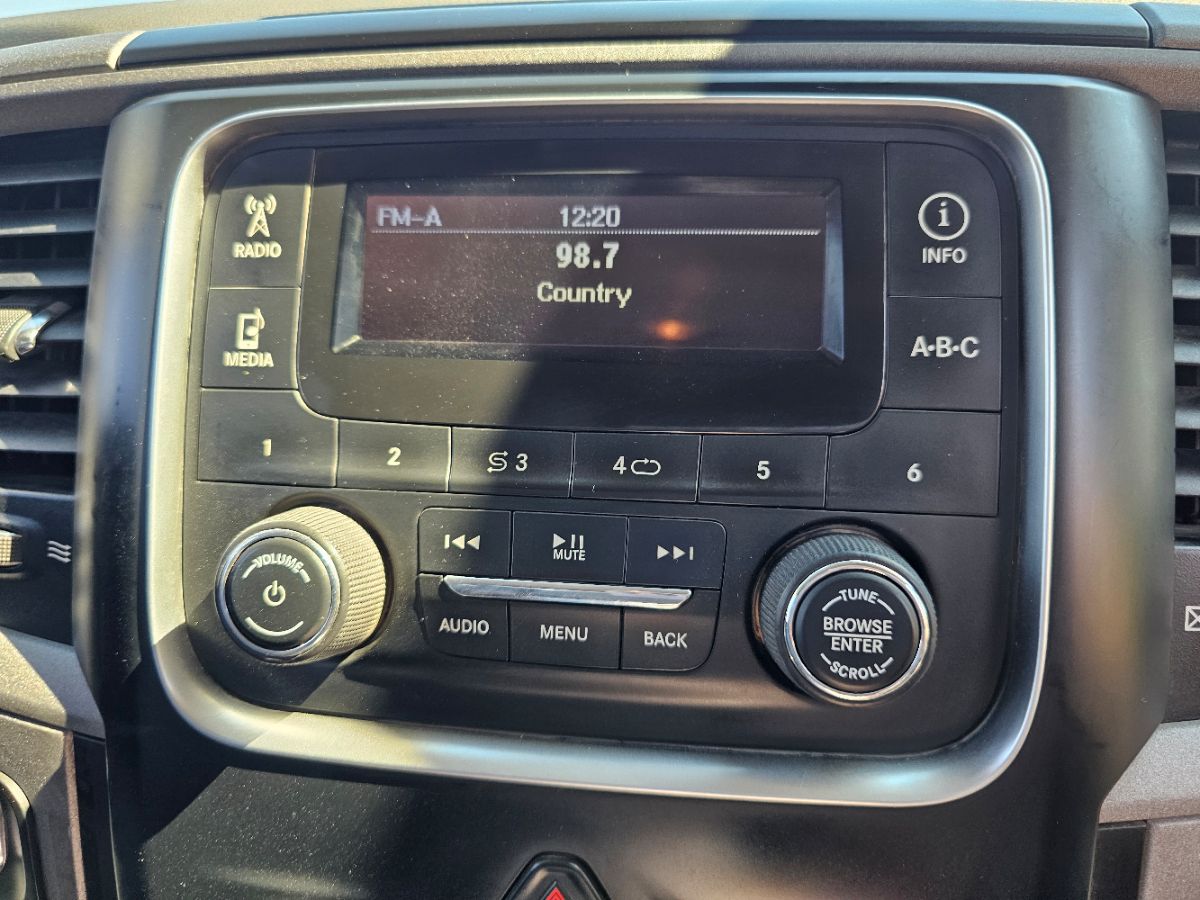 FM-A 12:20
98.7
Country
RADIO
MEDIA
INFO
A·B·C
1 2 3 4 5 6
MUTE
VOLUME
AUDIO MENU BACK
TUNE
BROWSE
ENTER
SCROLL